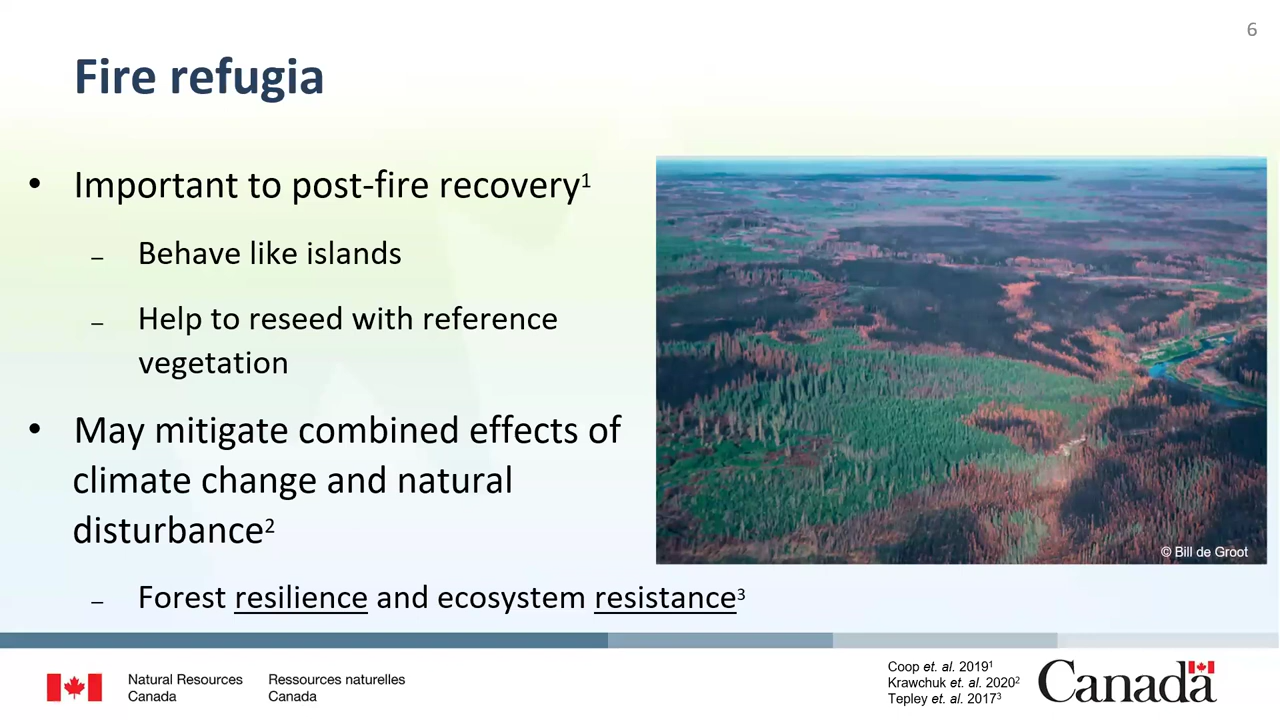 6
Fire refugia
• Important to post-fire recovery¹
– Behave like islands
– Help to reseed with reference
vegetation
• May mitigate combined effects of
climate change and natural
disturbance²
– Forest resilience and ecosystem resistance³
© Bill de Groot
Natural Resources
Canada
Ressources naturelles
Canada
Coop et. al. 2019¹
Krawchuk et. al. 2020²
Tepley et. al. 2017³
Canada